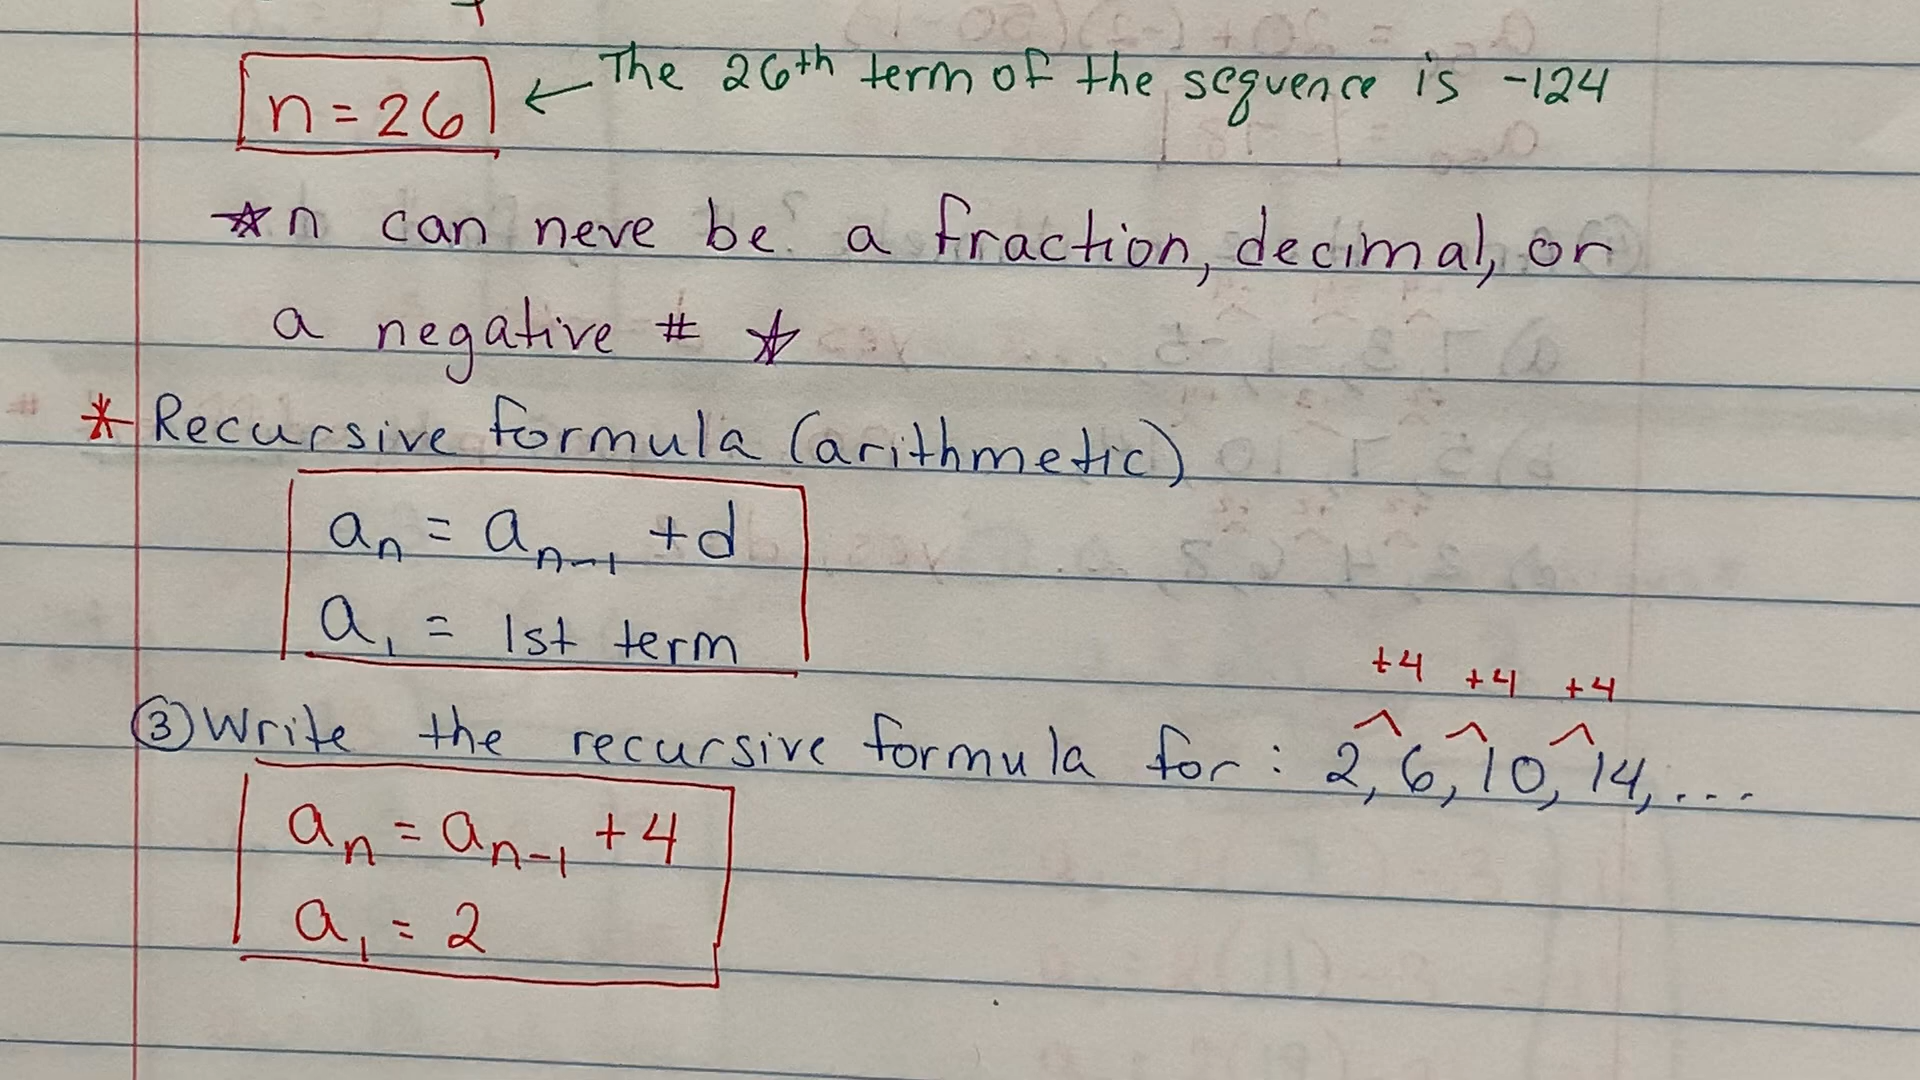 n = 26 ← The 26th term of the sequence is -124
☆ n can neve be a fraction, decimal, or
a negative # ☆
* Recursive formula (arithmetic)
aₙ = aₙ₋₁ + d
a₁ = 1st term
+4 +4 +4
③ Write the recursive formula for: 2, 6, 10, 14, ...
aₙ = aₙ₋₁ + 4
a₁ = 2